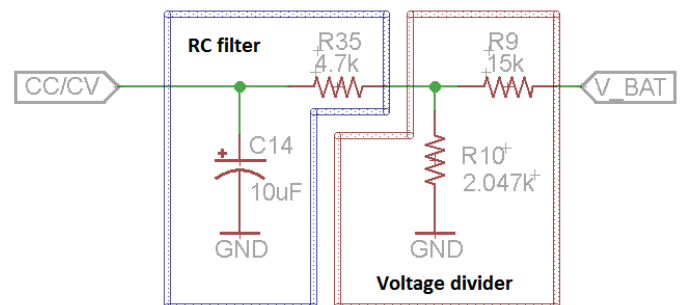 RC filter
R35
4.7k
R9
15k
CC/CV
V_BAT
C14
10uF
R10
2.047k
GND
GND
Voltage divider